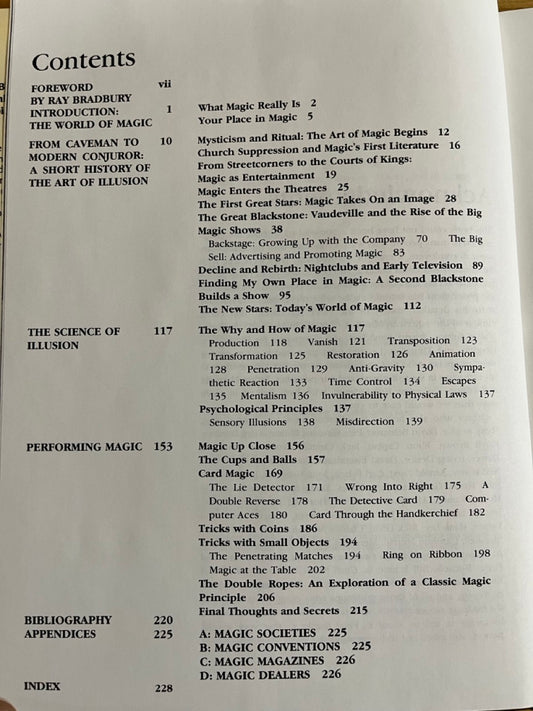 Contents
FOREWORD vii
BY RAY BRADBURY
INTRODUCTION: 1
THE WORLD OF MAGIC
What Magic Really Is 2
Your Place in Magic 5
FROM CAVEMAN TO 10
MODERN CONJUROR:
A SHORT HISTORY OF
THE ART OF ILLUSION
Mysticism and Ritual: The Art of Magic Begins 12
Church Suppression and Magic's First Literature 16
From Streetcorners to the Courts of Kings:
Magic as Entertainment 19
Magic Enters the Theatres 25
The First Great Stars: Magic Takes On an Image 28
The Great Blackstone: Vaudeville and the Rise of the Big
Magic Shows 38
Backstage: Growing Up with the Company 70 The Big
Sell: Advertising and Promoting Magic 83
Decline and Rebirth: Nightclubs and Early Television 89
Finding My Own Place in Magic: A Second Blackstone
Builds a Show 95
The New Stars: Today's World of Magic 112
THE SCIENCE OF 117
ILLUSION
The Why and How of Magic 117
Production 118 Vanish 121 Transposition 123
Transformation 125 Restoration 126 Animation
128 Penetration 129 Anti-Gravity 130 Sympa-
thetic Reaction 133 Time Control 134 Escapes
135 Mentalism 136 Invulnerability to Physical Laws 137
Psychological Principles 137
Sensory Illusions 138 Misdirection 139
PERFORMING MAGIC 153
Magic Up Close 156
The Cups and Balls 157
Card Magic 169
The Lie Detector 171 Wrong Into Right 175 A
Double Reverse 178 The Detective Card 179 Com-
puter Aces 180 Card Through the Handkerchief 182
Tricks with Coins 186
Tricks with Small Objects 194
The Penetrating Matches 194 Ring on Ribbon 198
Magic at the Table 202
The Double Ropes: An Exploration of a Classic Magic
Principle 206
Final Thoughts and Secrets 215
BIBLIOGRAPHY 220
APPENDICES 225
A: MAGIC SOCIETIES 225
B: MAGIC CONVENTIONS 225
C: MAGIC MAGAZINES 226
D: MAGIC DEALERS 226
INDEX 228